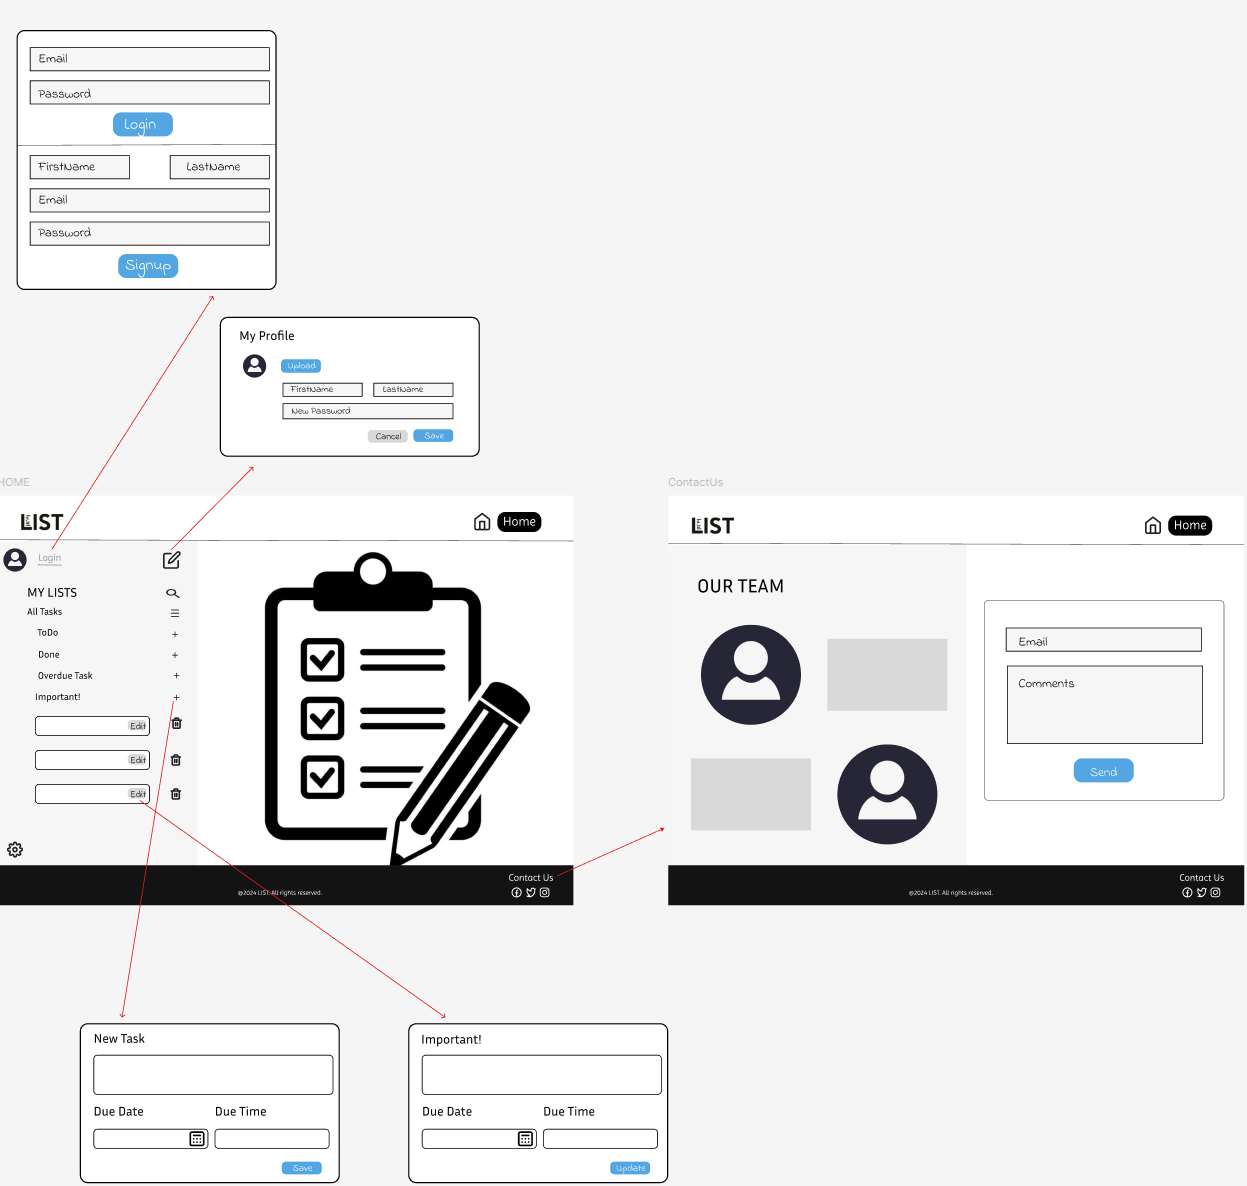 Email
Password
Login
FirstName LastName
Email
Password
Signup
My Profile
Upload
FirstName LastName
New Password
Cancel Save
HOME
LIST
Home
Login
MY LISTS
All Tasks
ToDo +
Done +
Overdue Task +
Important! +
Edit
Edit
Edit
Contact Us
@2024 LIST. All rights reserved.
ContactUs
LIST
Home
OUR TEAM
Email
Comments
Send
Contact Us
@2024 LIST. All rights reserved.
New Task
Due Date Due Time
Save
Important!
Due Date Due Time
Update